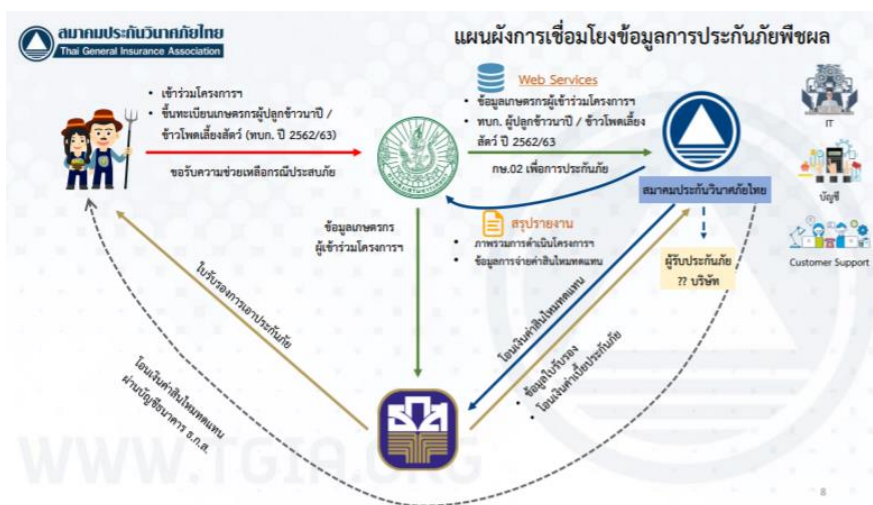 สมาคมประกันวินาศภัยไทย
Thai General Insurance Association
แผนผังการเชื่อมโยงข้อมูลการประกันภัยพืชผล
• เข้าร่วมโครงการฯ
• ขึ้นทะเบียนเกษตรกรผู้ปลูกข้าวนาปี /
ข้าวโพดเลี้ยงสัตว์ (ทบก. ปี 2562/63)
ขอรับความช่วยเหลือกรณีประสบภัย
Web Services
• ข้อมูลเกษตรกรผู้เข้าร่วมโครงการฯ
• ทบก. ผู้ปลูกข้าวนาปี / ข้าวโพดเลี้ยง
สัตว์ ปี 2562/63
กษ.02 เพื่อการประกันภัย
สมาคมประกันวินาศภัยไทย
IT
บัญชี
Customer Support
สรุปรายงาน
• ภาพรวมการดำเนินโครงการฯ
• ข้อมูลการจ่ายค่าสินไหมทดแทน
ผู้รับประกันภัย
?? บริษัท
ข้อมูลเกษตรกร
ผู้เข้าร่วมโครงการฯ
ใบรับรองการเอาประกันภัย
โอนเงินค่าสินไหมทดแทน
• ข้อมูลใบรับรอง
• โอนเงินค่าเบี้ยประกันภัย
โอนเงินค่าสินไหมทดแทน
ผ่านบัญชีธนาคาร ธ.ก.ส.
WWW.TGIA.ORG
8